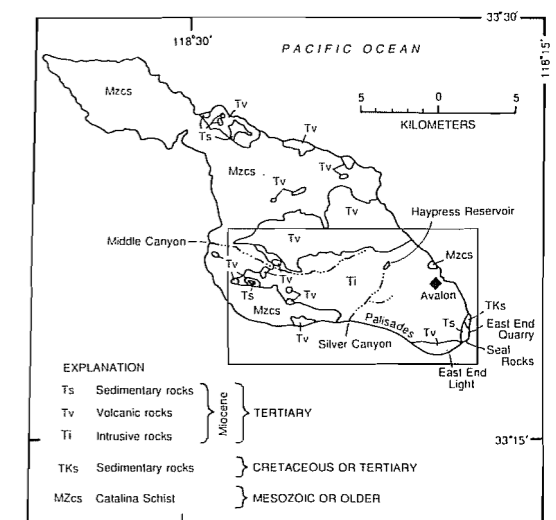 33°30'
118°30'
118°15'
PACIFIC OCEAN
5 0 5
KILOMETERS
Mzcs
Tv
Ts
Tv
Mzcs
Tv
Tv
Tv
Haypress Reservoir
Middle Canyon
Tv
Tv
Mzcs
Tv
Ti
Avalon
Ts
Tv
TKs
Mzcs
Palisades
Ts
East End
Quarry
Tv
Tv
Silver Canyon
Seal
Rocks
East End
Light
EXPLANATION
Ts Sedimentary rocks
Tv Volcanic rocks
Ti Intrusive rocks
Miocene
TERTIARY
33°15'
TKs Sedimentary rocks
CRETACEOUS OR TERTIARY
MZcs Catalina Schist
MESOZOIC OR OLDER